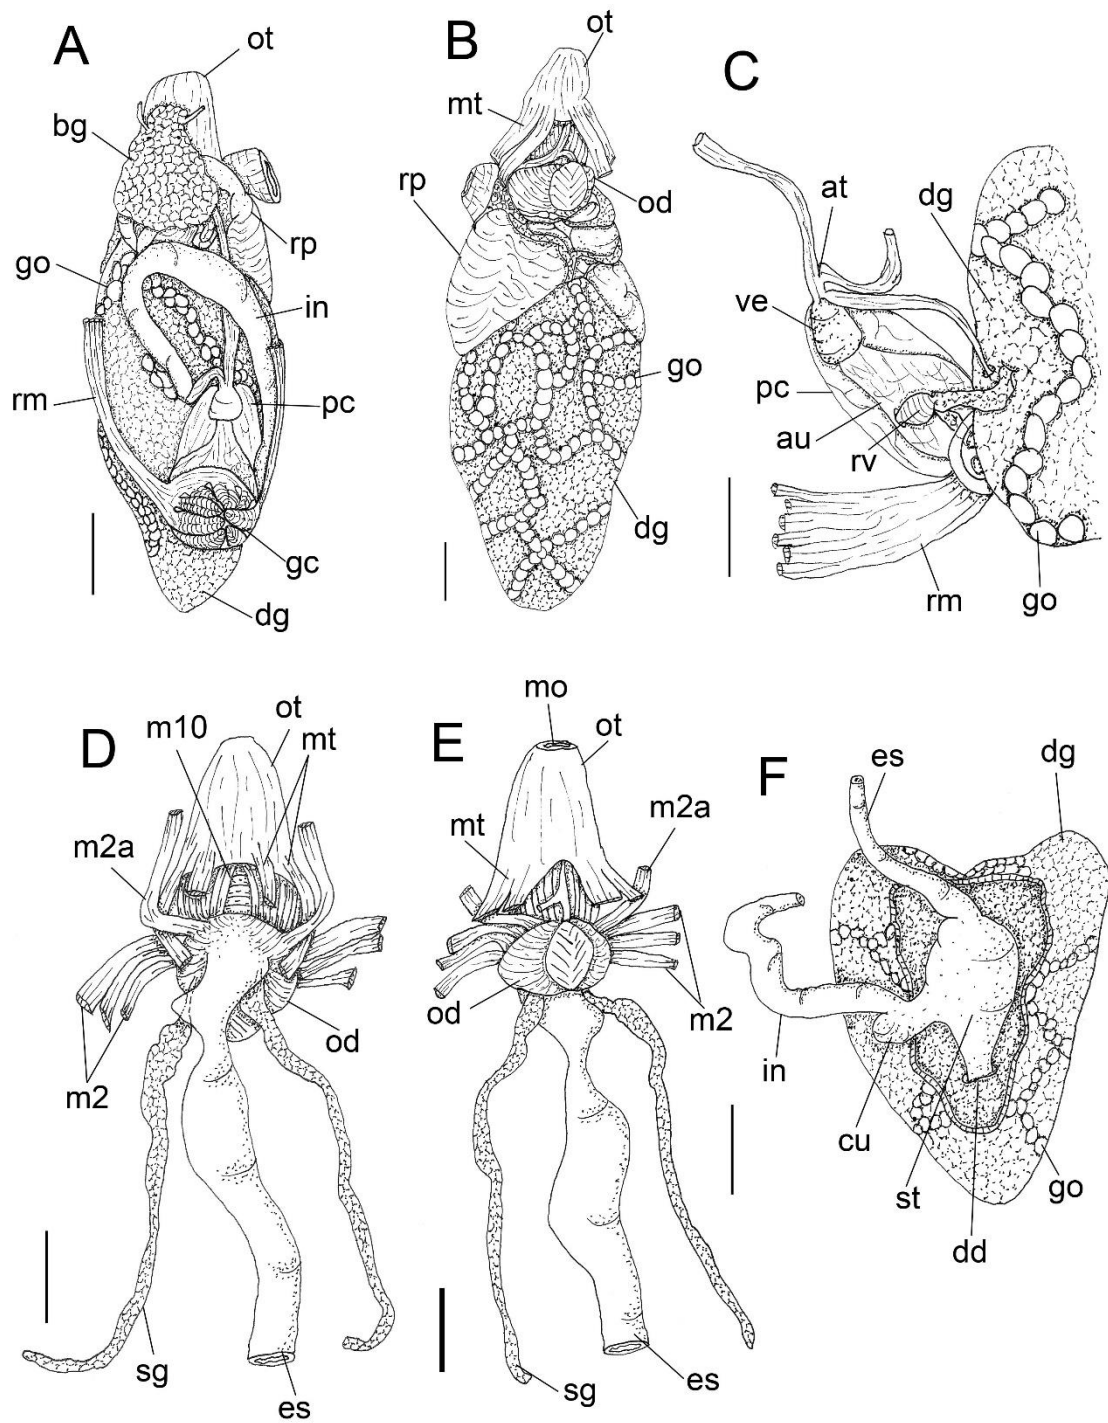 A
ot
bg
rp
go
in
rm
pc
gc
dg
B
ot
mt
rp
od
go
dg
C
at
dg
ve
pc
au
rv
rm
go
D
m10
ot
mt
m2a
m2
od
sg
es
E
mo
ot
mt
m2a
od
m2
sg
es
F
es
dg
in
cu
st
dd
go